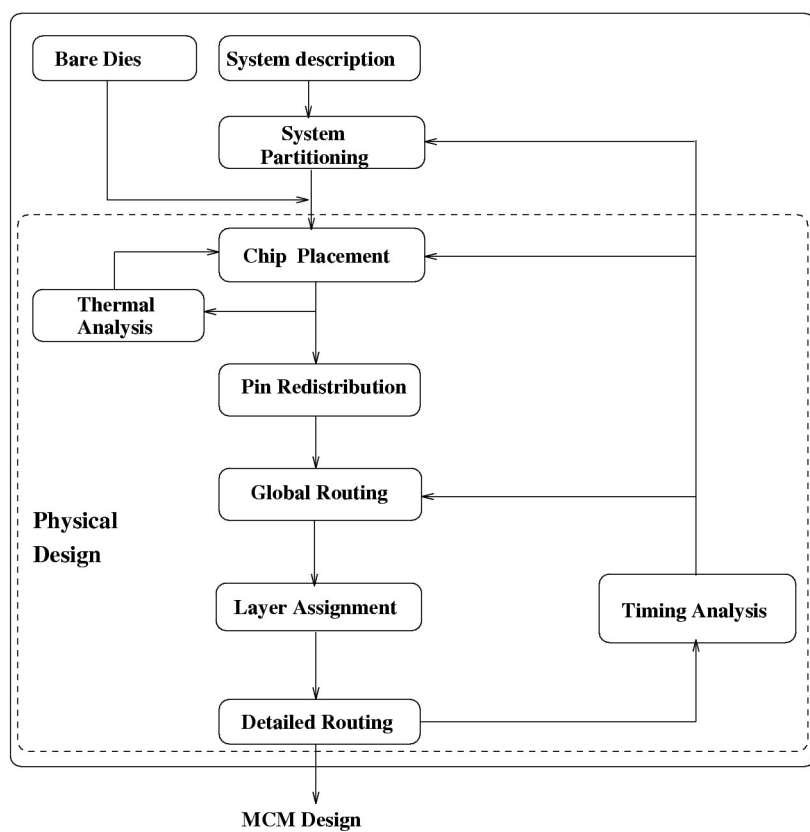 Bare Dies
System description
System
Partitioning
Chip Placement
Thermal
Analysis
Pin Redistribution
Global Routing
Physical
Design
Layer Assignment
Timing Analysis
Detailed Routing
MCM Design